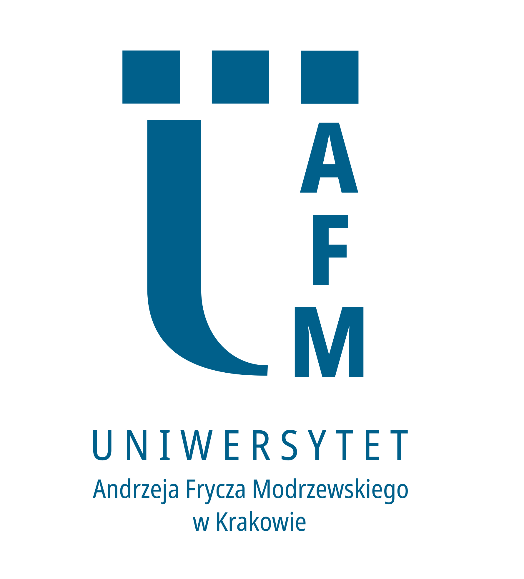 A
F
M
UNIWERSYTET
Andrzeja Frycza Modrzewskiego
w Krakowie